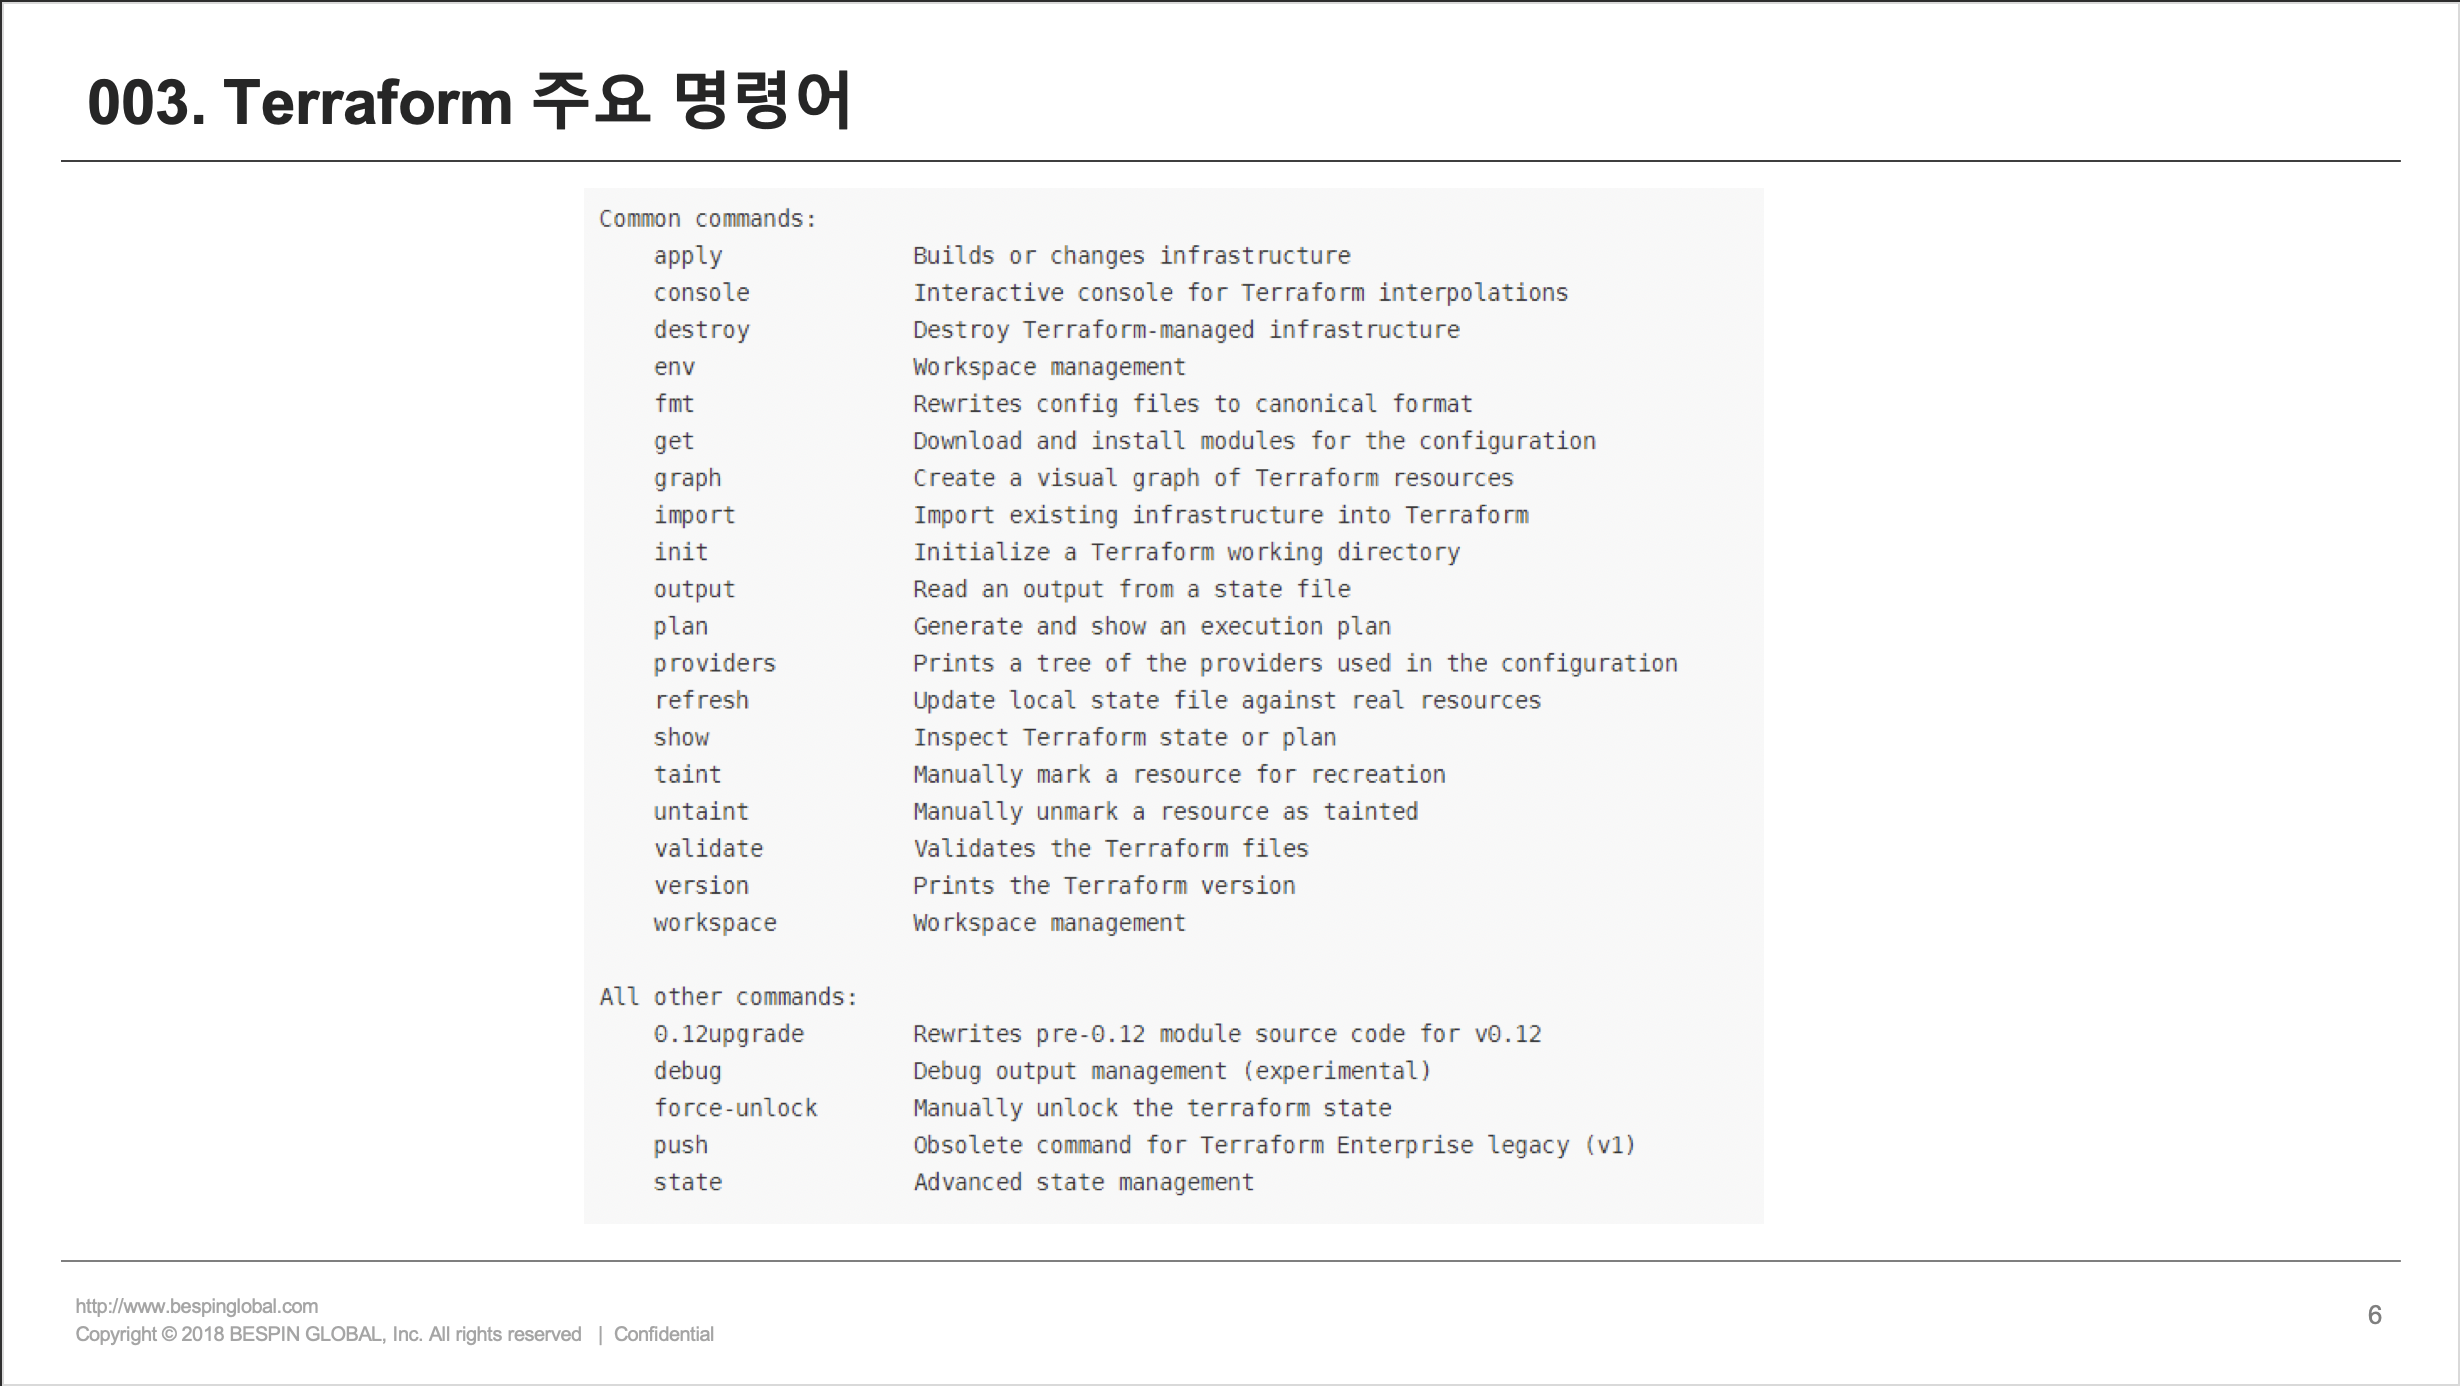 003. Terraform 주요 명령어
Common commands:
    apply              Builds or changes infrastructure
    console            Interactive console for Terraform interpolations
    destroy            Destroy Terraform-managed infrastructure
    env                Workspace management
    fmt                Rewrites config files to canonical format
    get                Download and install modules for the configuration
    graph              Create a visual graph of Terraform resources
    import             Import existing infrastructure into Terraform
    init               Initialize a Terraform working directory
    output             Read an output from a state file
    plan               Generate and show an execution plan
    providers          Prints a tree of the providers used in the configuration
    refresh            Update local state file against real resources
    show               Inspect Terraform state or plan
    taint              Manually mark a resource for recreation
    untaint            Manually unmark a resource as tainted
    validate           Validates the Terraform files
    version            Prints the Terraform version
    workspace          Workspace management
All other commands:
    0.12upgrade        Rewrites pre-0.12 module source code for v0.12
    debug              Debug output management (experimental)
    force-unlock       Manually unlock the terraform state
    push               Obsolete command for Terraform Enterprise legacy (v1)
    state              Advanced state management
http://www.bespinglobal.com
Copyright © 2018 BESPIN GLOBAL, Inc. All rights reserved | Confidential
6